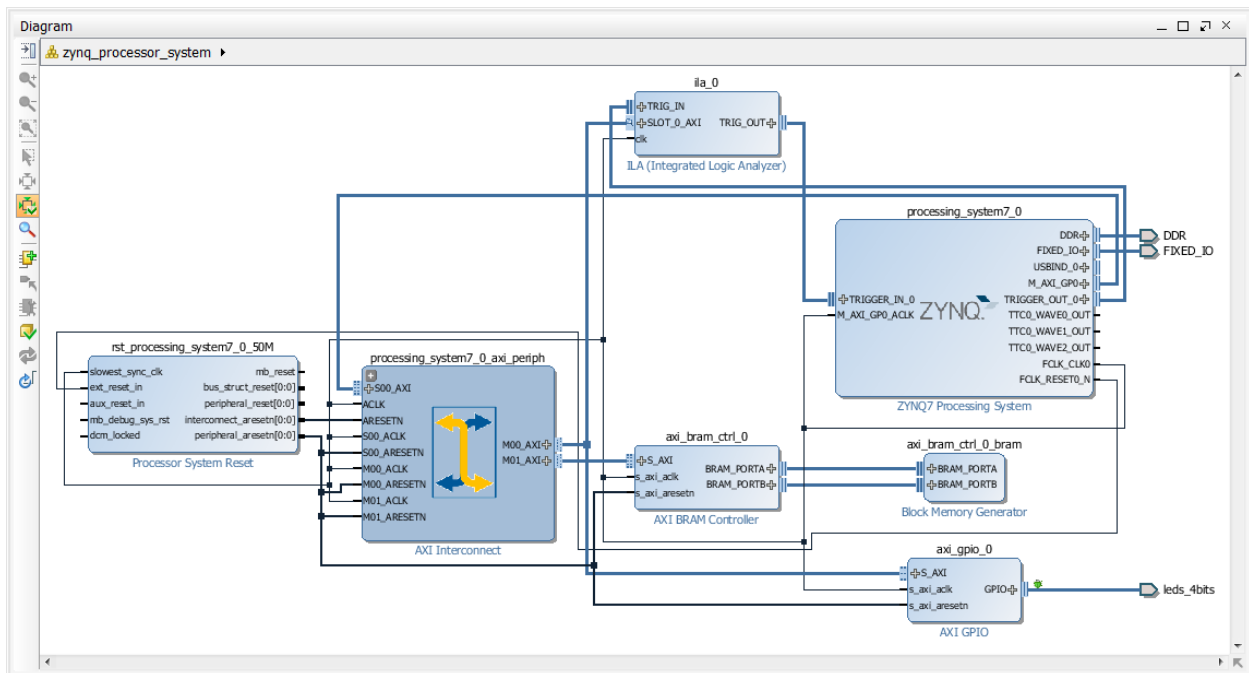 Diagram
zynq_processor_system
ila_0
TRIG_IN
SLOT_0_AXI TRIG_OUT
clk
ILA (Integrated Logic Analyzer)
processing_system7_0
DDR
FIXED_IO
USBIND_0
M_AXI_GP0
TRIGGER_IN_0 TRIGGER_OUT_0
M_AXI_GP0_ACLK ZYNQ. TTC0_WAVE0_OUT
TTC0_WAVE1_OUT
TTC0_WAVE2_OUT
FCLK_CLK0
FCLK_RESET0_N
ZYNQ7 Processing System
DDR
FIXED_IO
rst_processing_system7_0_50M
slowest_sync_clk mb_reset
ext_reset_in bus_struct_reset[0:0]
aux_reset_in peripheral_reset[0:0]
mb_debug_sys_rst interconnect_aresetn[0:0]
dcm_locked peripheral_aresetn[0:0]
Processor System Reset
processing_system7_0_axi_periph
S00_AXI
ACLK
ARESETN
S00_ACLK
S00_ARESETN M00_AXI
M00_ACLK M01_AXI
M00_ARESETN
M01_ACLK
M01_ARESETN
AXI Interconnect
axi_bram_ctrl_0
S_AXI
s_axi_aclk BRAM_PORTA
s_axi_aresetn BRAM_PORTB
AXI BRAM Controller
axi_bram_ctrl_0_bram
BRAM_PORTA
BRAM_PORTB
Block Memory Generator
axi_gpio_0
S_AXI
s_axi_aclk GPIO
s_axi_aresetn
AXI GPIO
leds_4bits